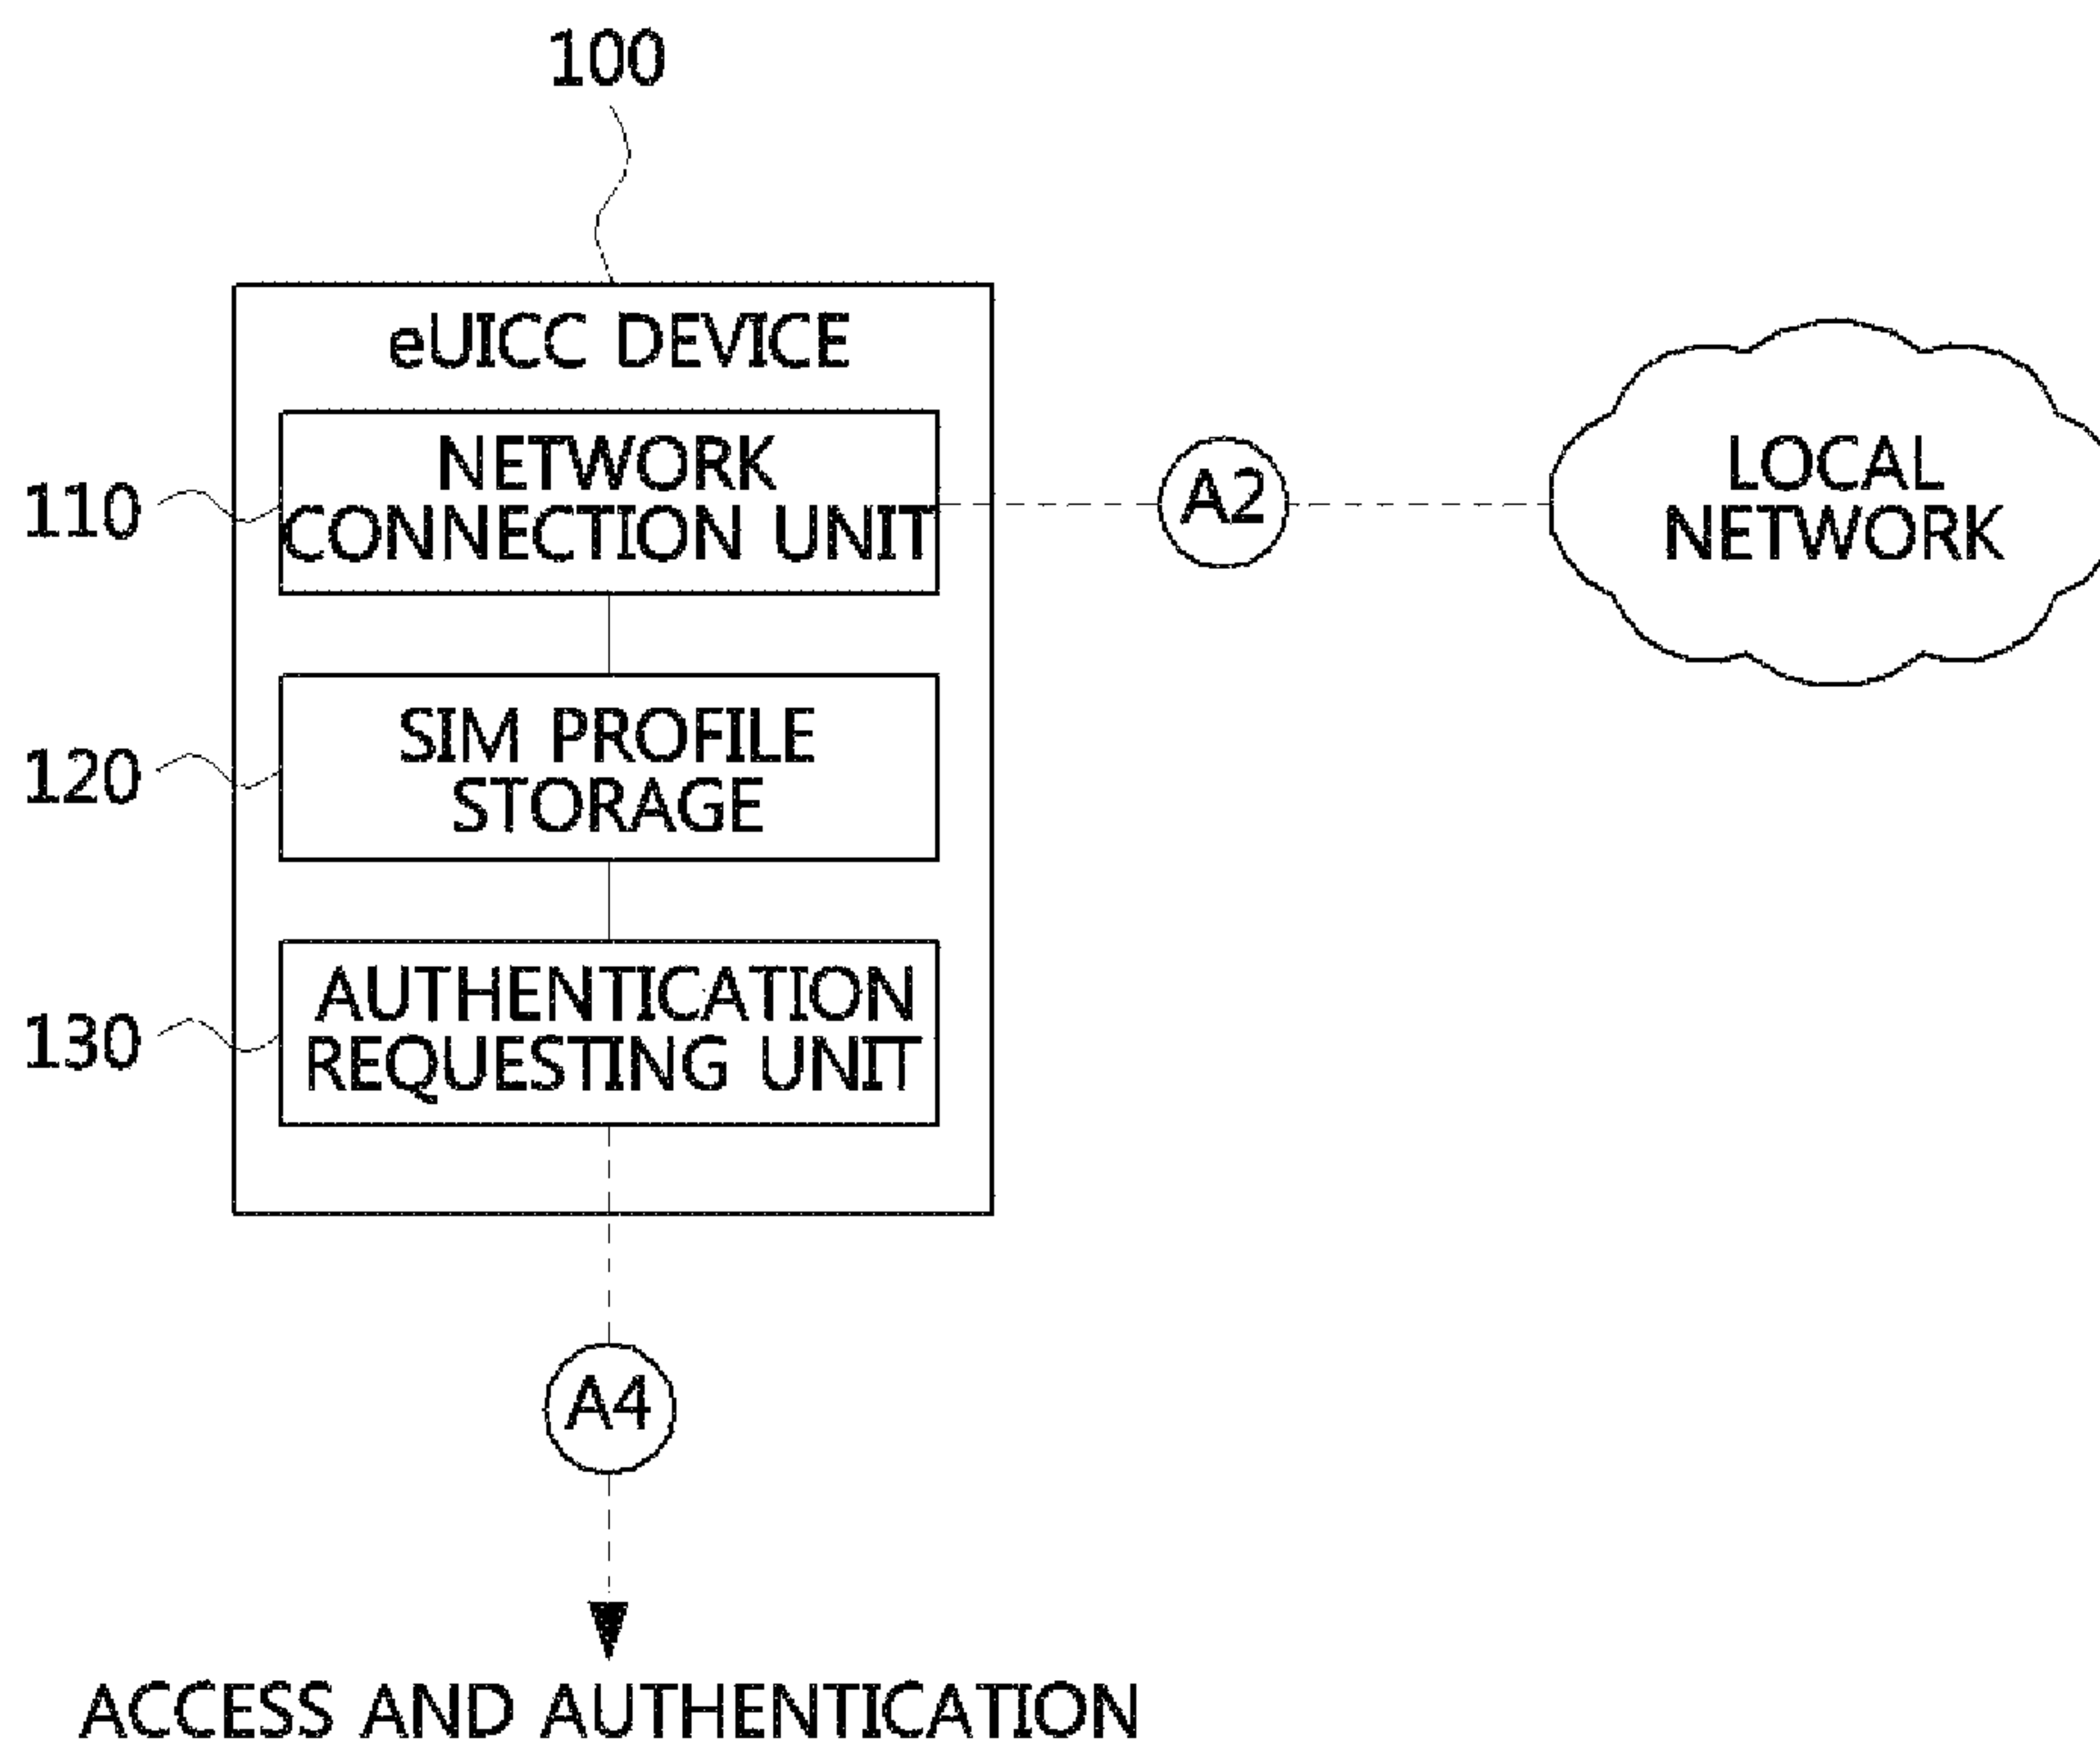 100
eUICC DEVICE
110
NETWORK
CONNECTION UNIT
A2
LOCAL
NETWORK
120
SIM PROFILE
STORAGE
130
AUTHENTICATION
REQUESTING UNIT
A4
ACCESS AND AUTHENTICATION